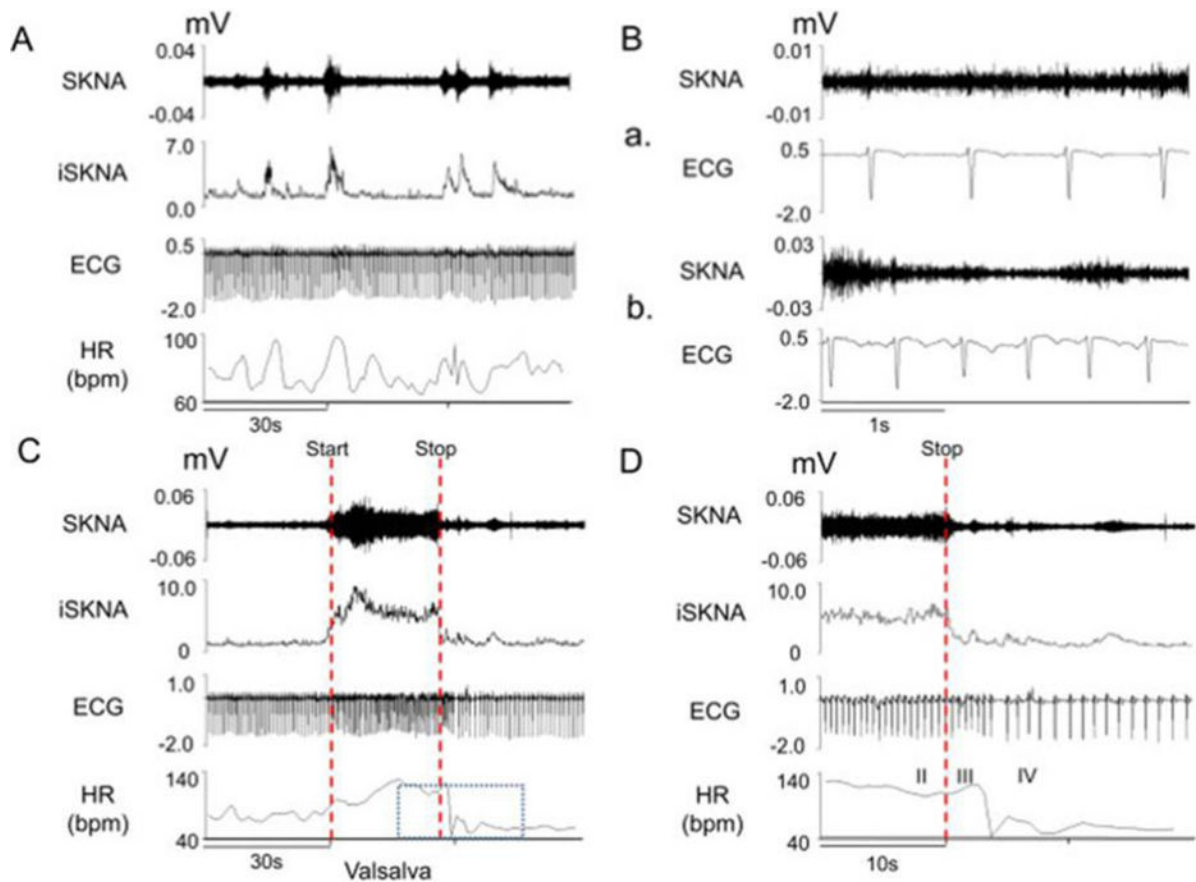 A
mV
0.04
SKNA
-0.04
7.0
iSKNA
0.0
0.5
ECG
-2.0
100
HR
(bpm)
60
30s
B
mV
0.01
SKNA
-0.01
a.
0.5
ECG
-2.0
0.03
SKNA
-0.03
b.
0.5
ECG
-2.0
1s
C
mV
Start
Stop
0.06
SKNA
-0.06
10.0
iSKNA
0
1.0
ECG
-2.0
140
HR
(bpm)
40
30s
Valsalva
D
mV
Stop
0.06
SKNA
-0.06
10.0
iSKNA
0
1.0
ECG
-2.0
II III IV
140
HR
(bpm)
40
10s